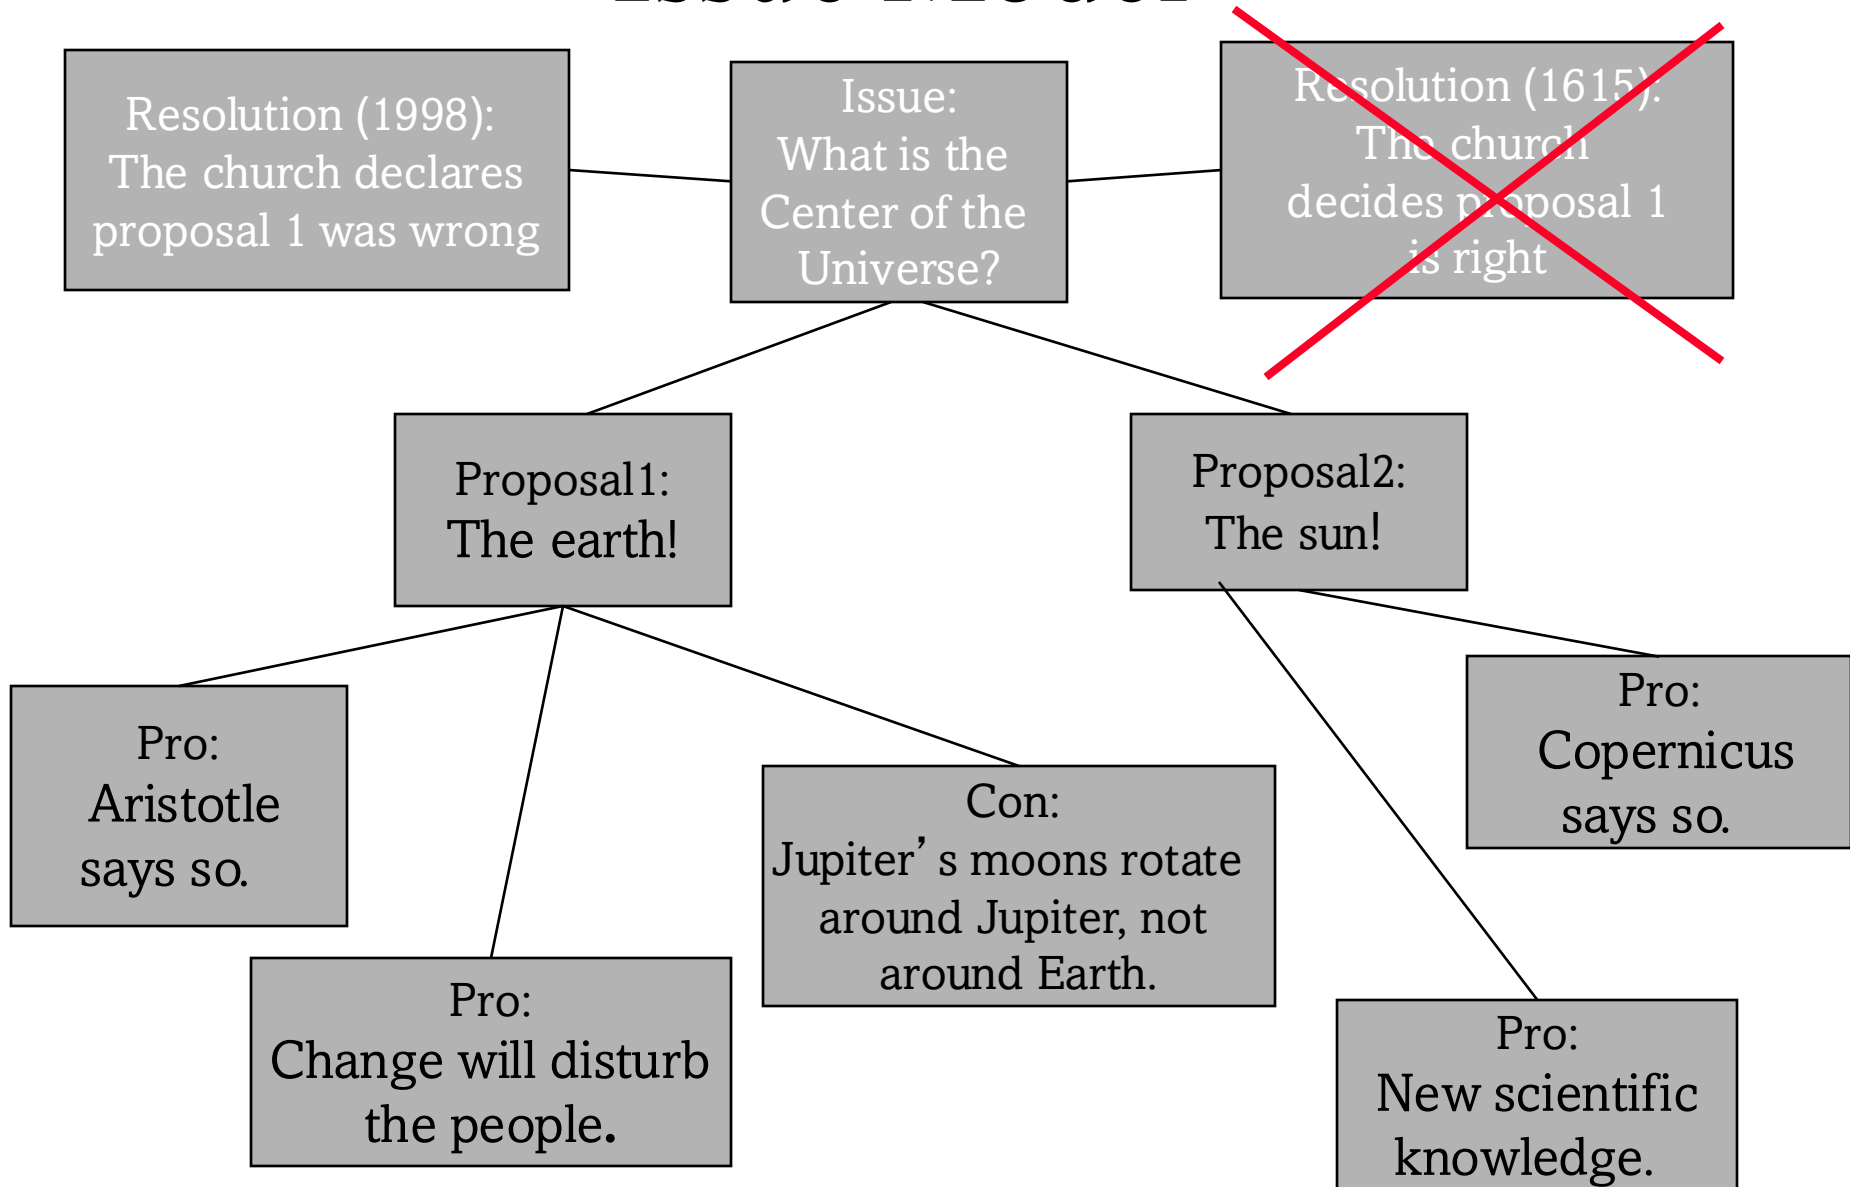 Resolution (1998):
The church declares
proposal 1 was wrong
Issue:
What is the
Center of the
Universe?
Resolution (1615):
The church
decides proposal 1
is right
Proposal1:
The earth!
Proposal2:
The sun!
Pro:
Aristotle
says so.
Pro:
Change will disturb
the people.
Con:
Jupiter’s moons rotate
around Jupiter, not
around Earth.
Pro:
Copernicus
says so.
Pro:
New scientific
knowledge.